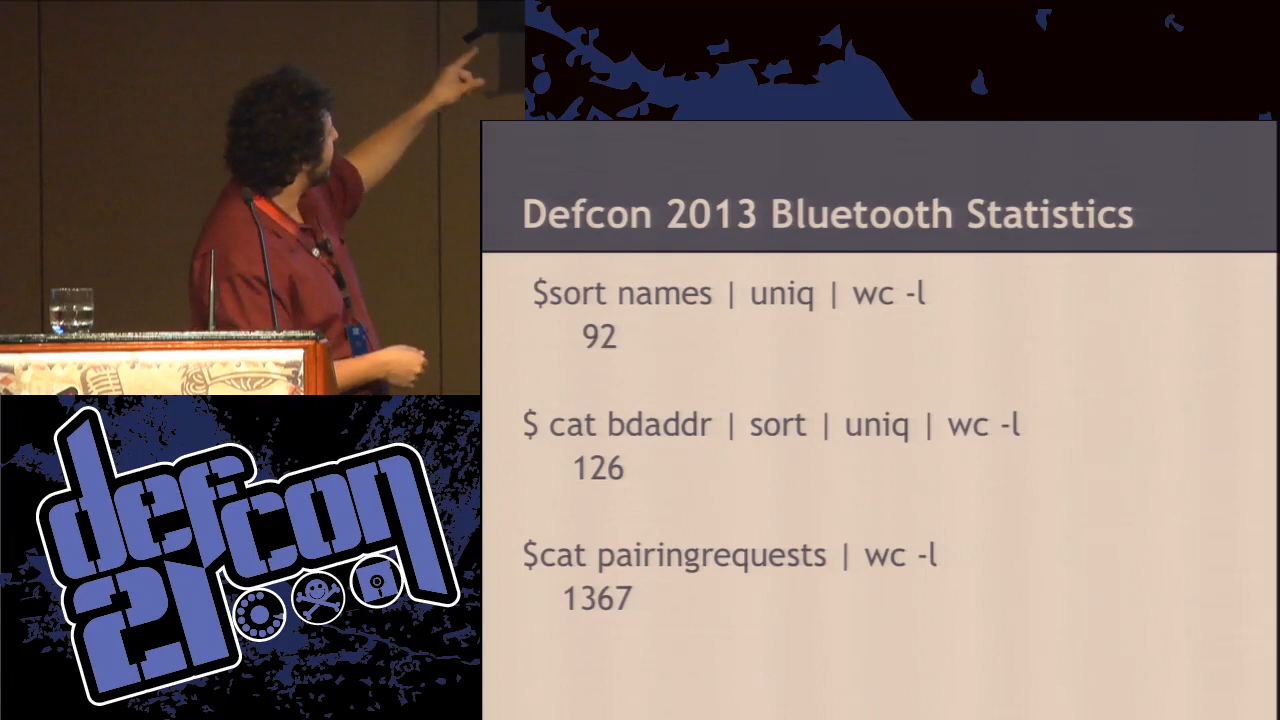 Defcon 2013 Bluetooth Statistics
$sort names | uniq | wc -l
92
$ cat bdaddr | sort | uniq | wc -l
126
$cat pairingrequests | wc -l
1367
defcon
21